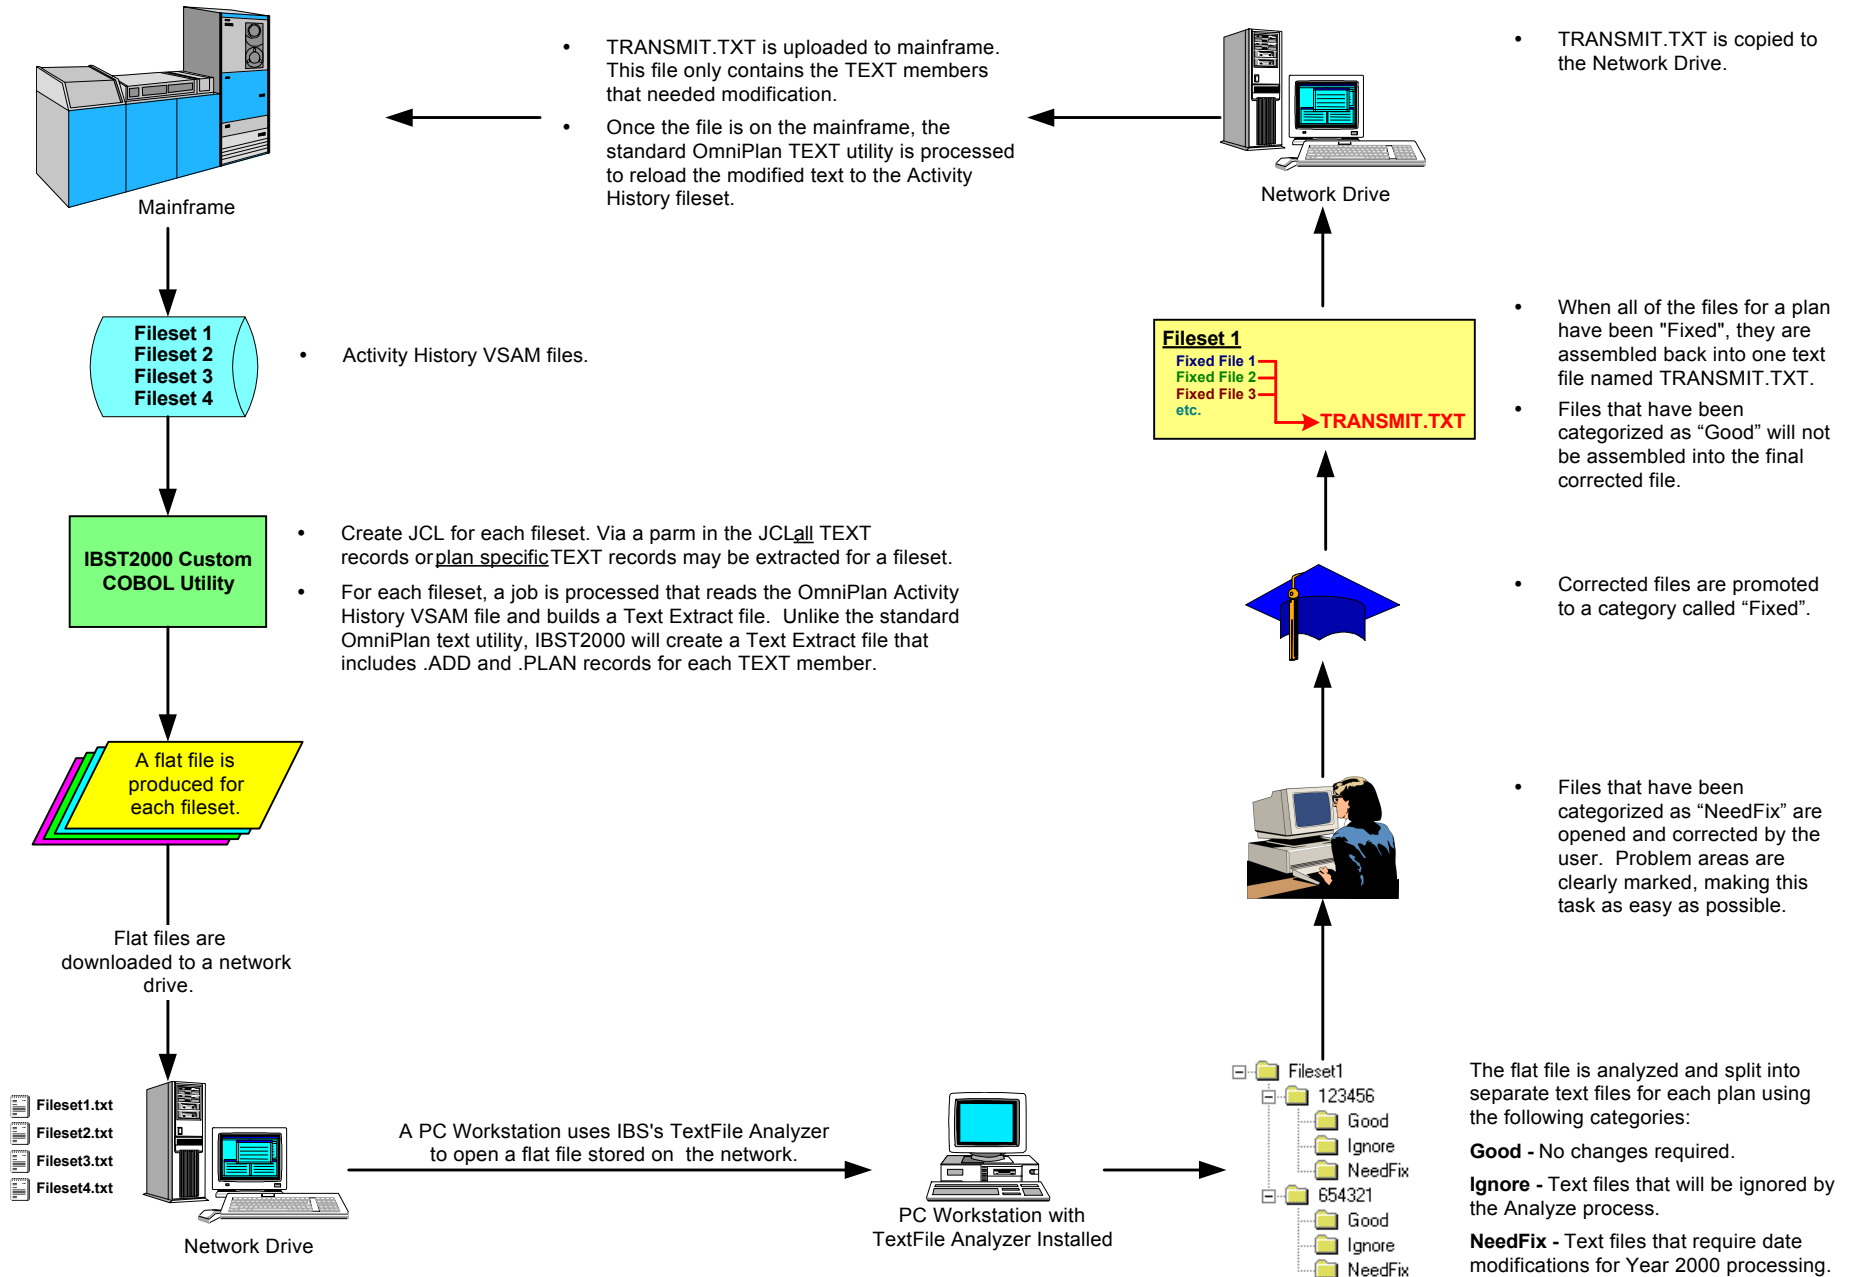 • TRANSMIT.TXT is uploaded to mainframe.
This file only contains the TEXT members
that needed modification.
• Once the file is on the mainframe, the
standard OmniPlan TEXT utility is processed
to reload the modified text to the Activity
History fileset.
• TRANSMIT.TXT is copied to
the Network Drive.
Mainframe
Network Drive
Fileset 1
Fileset 2
Fileset 3
Fileset 4
• Activity History VSAM files.
Fileset 1
Fixed File 1
Fixed File 2
Fixed File 3
etc.
TRANSMIT.TXT
• When all of the files for a plan
have been "Fixed", they are
assembled back into one text
file named TRANSMIT.TXT.
• Files that have been
categorized as “Good” will not
be assembled into the final
corrected file.
IBST2000 Custom
COBOL Utility
• Create JCL for each fileset. Via a parm in the JCL all TEXT
records or plan specific TEXT records may be extracted for a fileset.
• For each fileset, a job is processed that reads the OmniPlan Activity
History VSAM file and builds a Text Extract file. Unlike the standard
OmniPlan text utility, IBST2000 will create a Text Extract file that
includes .ADD and .PLAN records for each TEXT member.
• Corrected files are promoted
to a category called “Fixed”.
A flat file is
produced for
each fileset.
• Files that have been
categorized as “NeedFix” are
opened and corrected by the
user. Problem areas are
clearly marked, making this
task as easy as possible.
Flat files are
downloaded to a network
drive.
Fileset1.txt
Fileset2.txt
Fileset3.txt
Fileset4.txt
Network Drive
A PC Workstation uses IBS's TextFile Analyzer
to open a flat file stored on the network.
PC Workstation with
TextFile Analyzer Installed
Fileset1
123456
Good
Ignore
NeedFix
654321
Good
Ignore
NeedFix
The flat file is analyzed and split into
separate text files for each plan using
the following categories:
Good - No changes required.
Ignore - Text files that will be ignored by
the Analyze process.
NeedFix - Text files that require date
modifications for Year 2000 processing.